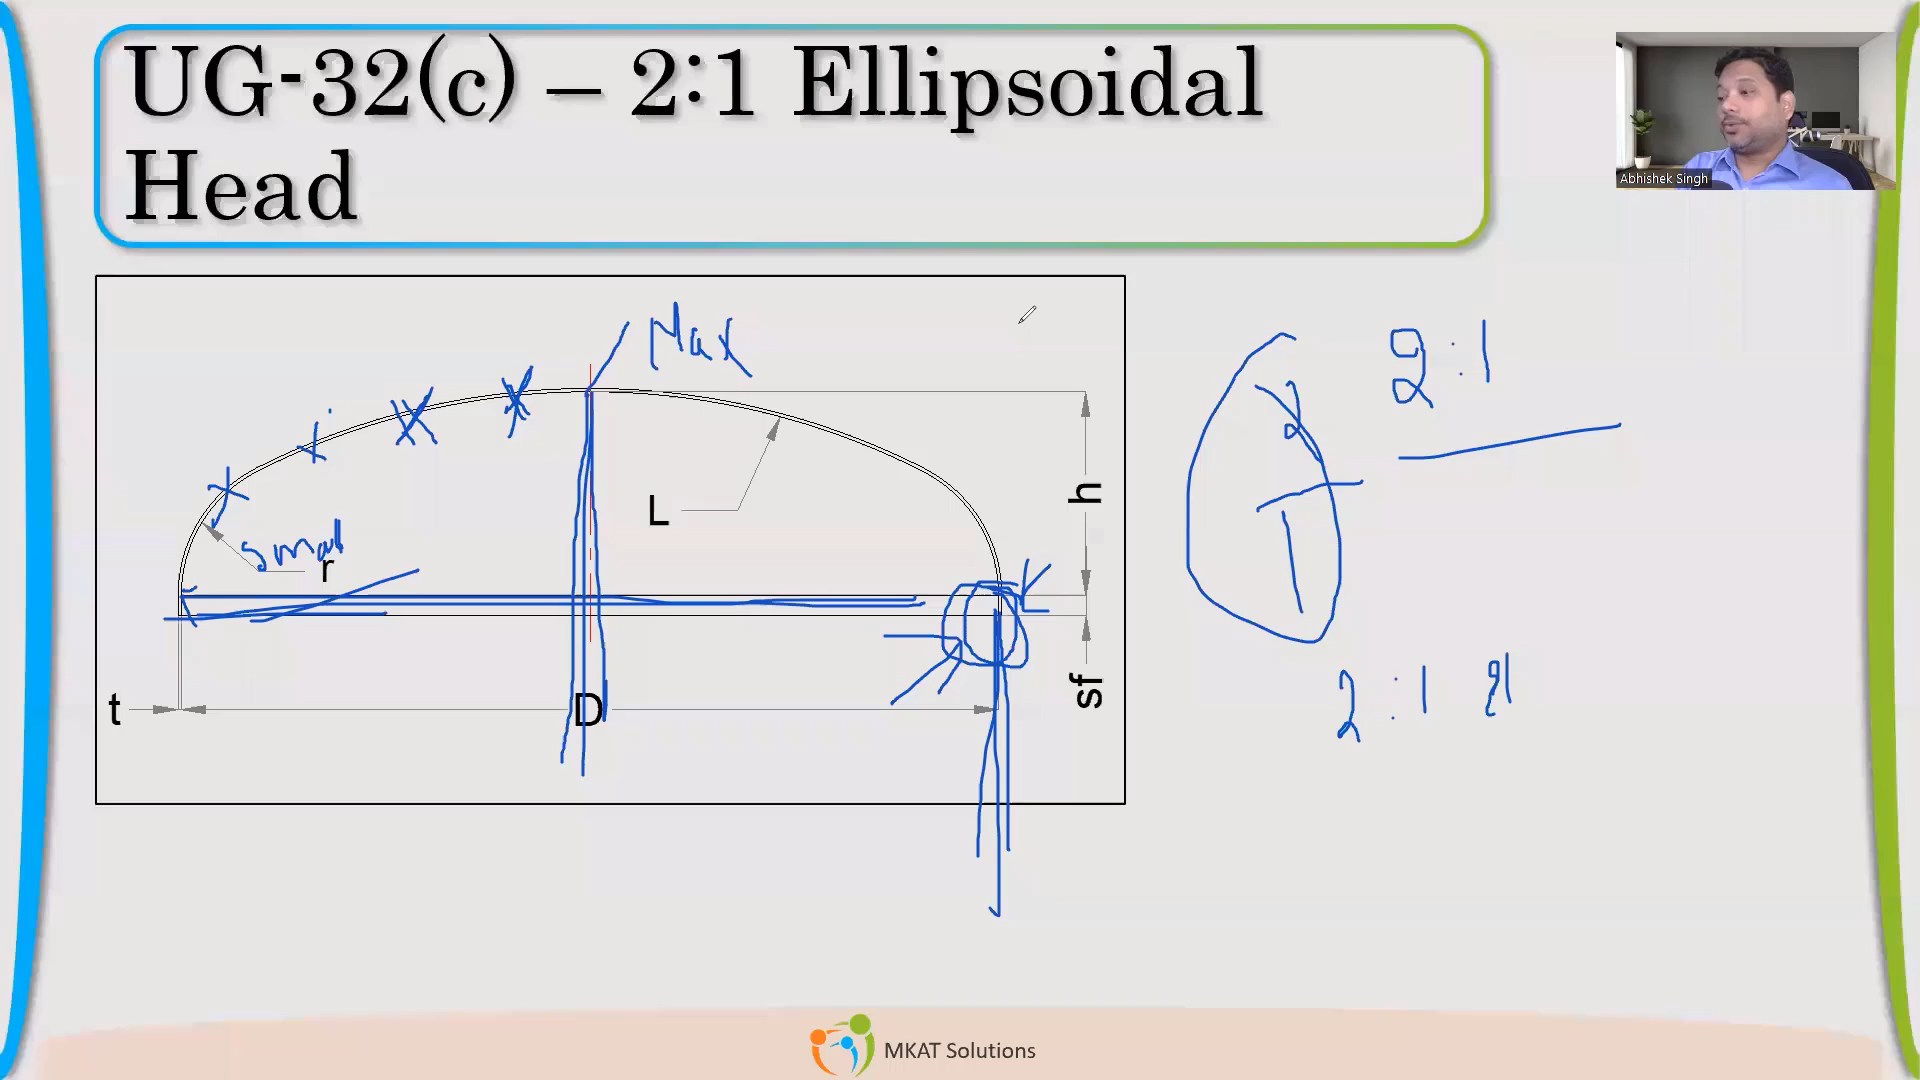 UG-32(c) – 2:1 Ellipsoidal
Head
Abhishek Singh
Max
2:1
L
h
small
r
t
D
sf
2:1
MKAT Solutions